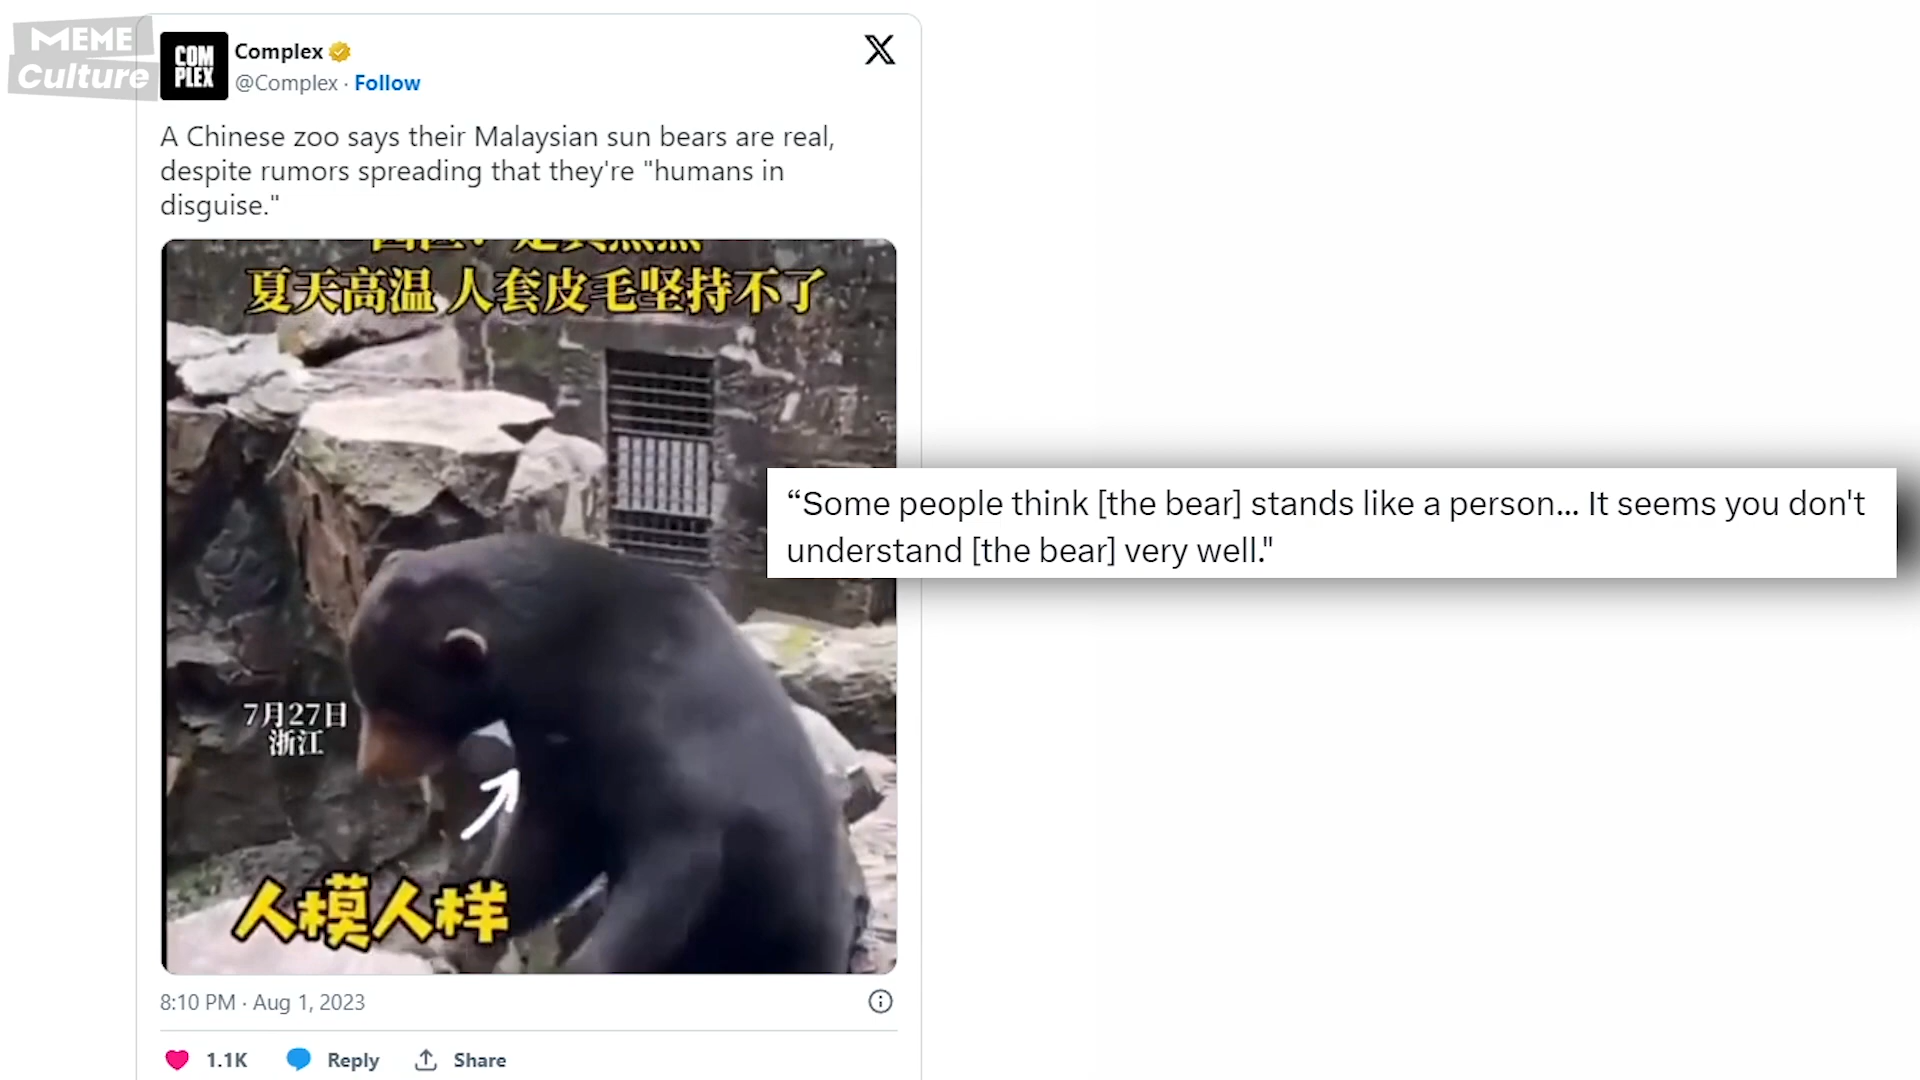 MEME
Culture
COM
PLEX
Complex
@Complex · Follow
A Chinese zoo says their Malaysian sun bears are real,
despite rumors spreading that they're "humans in
disguise."
夏天高温 人套皮毛坚持不了
“Some people think [the bear] stands like a person... It seems you don't
understand [the bear] very well."
7月27日
浙江
人模人样
8:10 PM · Aug 1, 2023
1.1K Reply Share